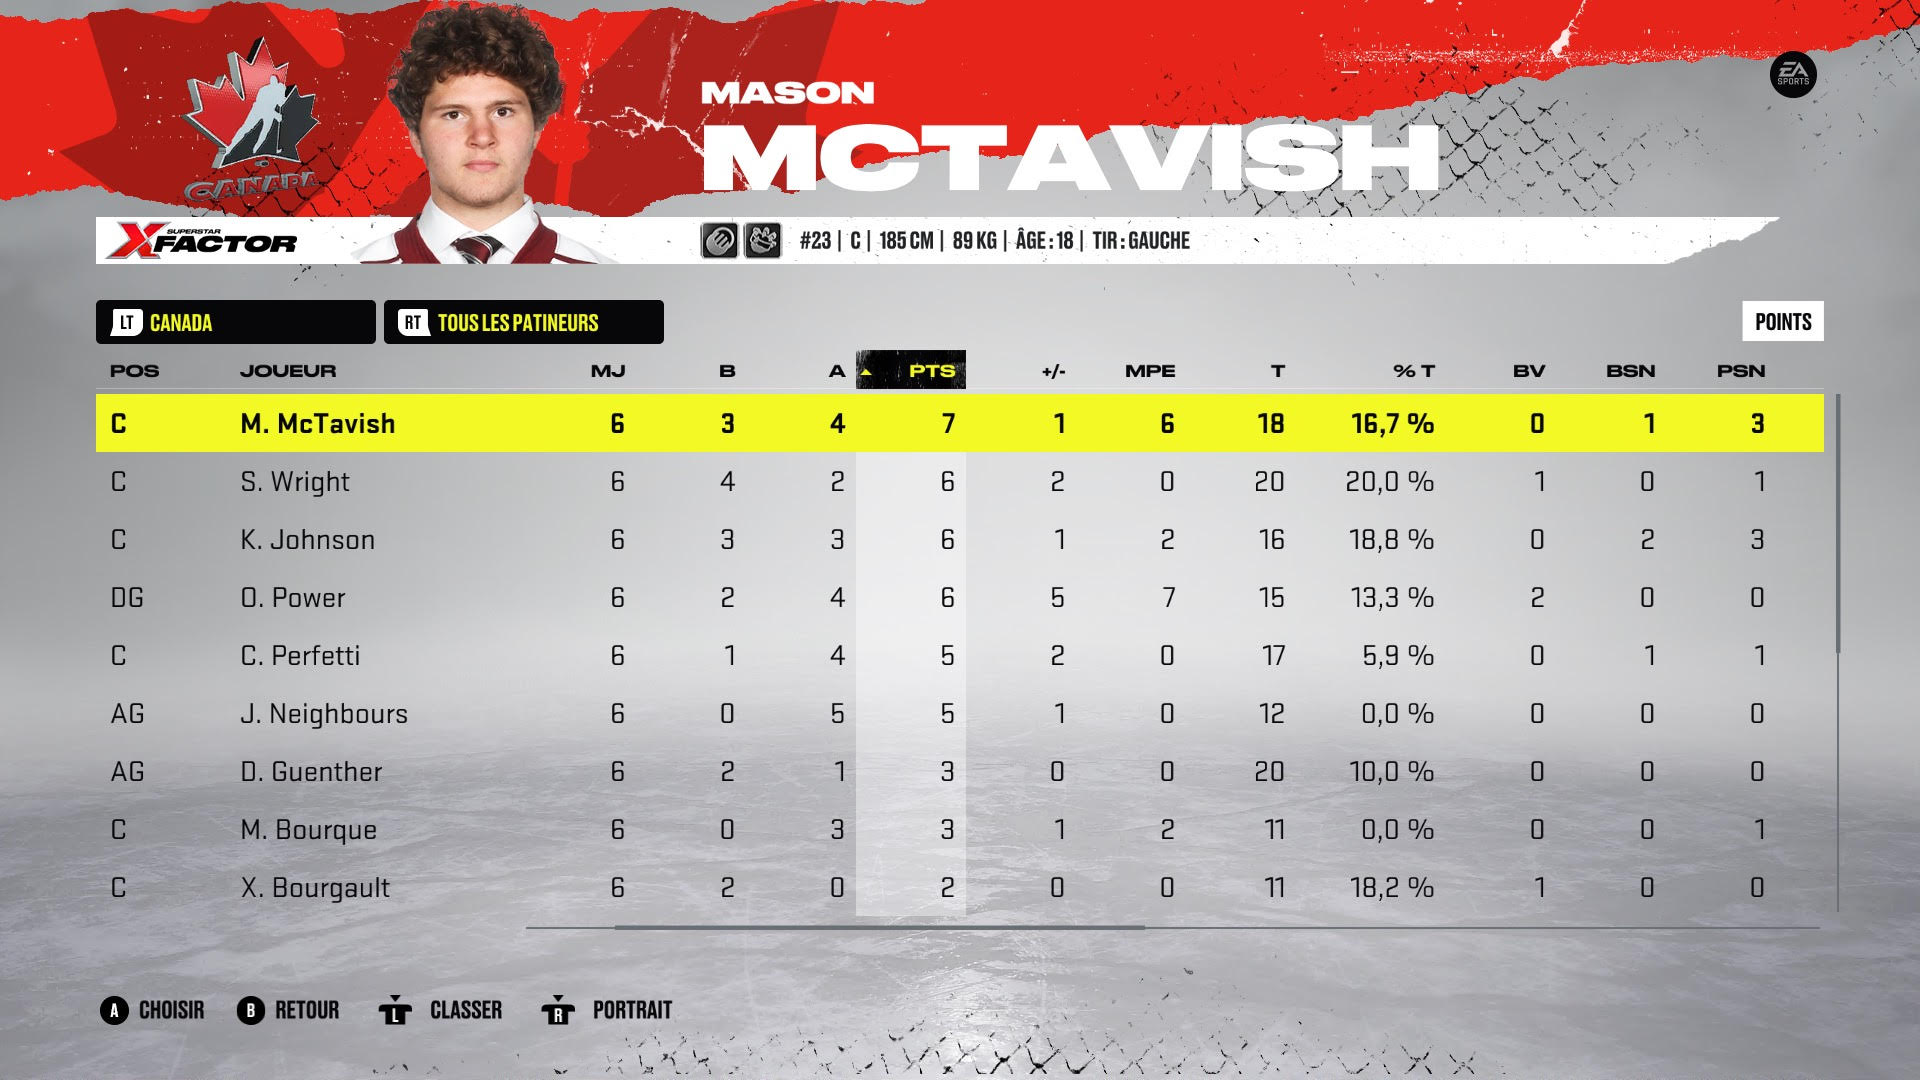 CANADA
MASON
MCTAVISH
EA
SPORTS
SUPERSTAR
XFACTOR
#23 | C | 185 CM | 89 KG | ÂGE : 18 | TIR : GAUCHE
LT CANADA RT TOUS LES PATINEURS POINTS
POS JOUEUR MJ B A PTS +/- MPE T % T BV BSN PSN
C M. McTavish 6 3 4 7 1 6 18 16,7 % 0 1 3
C S. Wright 6 4 2 6 2 0 20 20,0 % 1 0 1
C K. Johnson 6 3 3 6 1 2 16 18,8 % 0 2 3
DG O. Power 6 2 4 6 5 7 15 13,3 % 2 0 0
C C. Perfetti 6 1 4 5 2 0 17 5,9 % 0 1 1
AG J. Neighbours 6 0 5 5 1 0 12 0,0 % 0 0 0
AG D. Guenther 6 2 1 3 0 0 20 10,0 % 0 0 0
C M. Bourque 6 0 3 3 1 2 11 0,0 % 0 0 1
C X. Bourgault 6 2 0 2 0 0 11 18,2 % 1 0 0
A CHOISIR B RETOUR L CLASSER R PORTRAIT